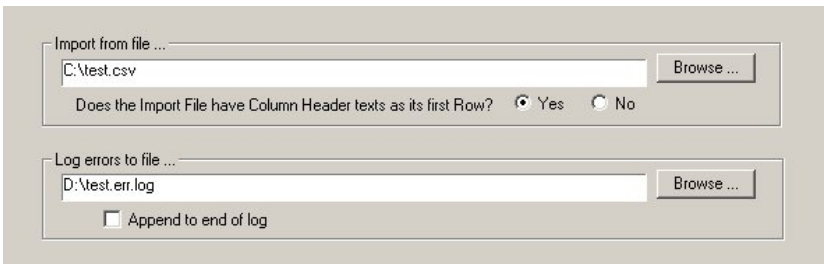 Import from file ...
C:\test.csv
Browse ...
Does the Import File have Column Header texts as its first Row? Yes No
Log errors to file ...
D:\test.err.log
Browse ...
Append to end of log